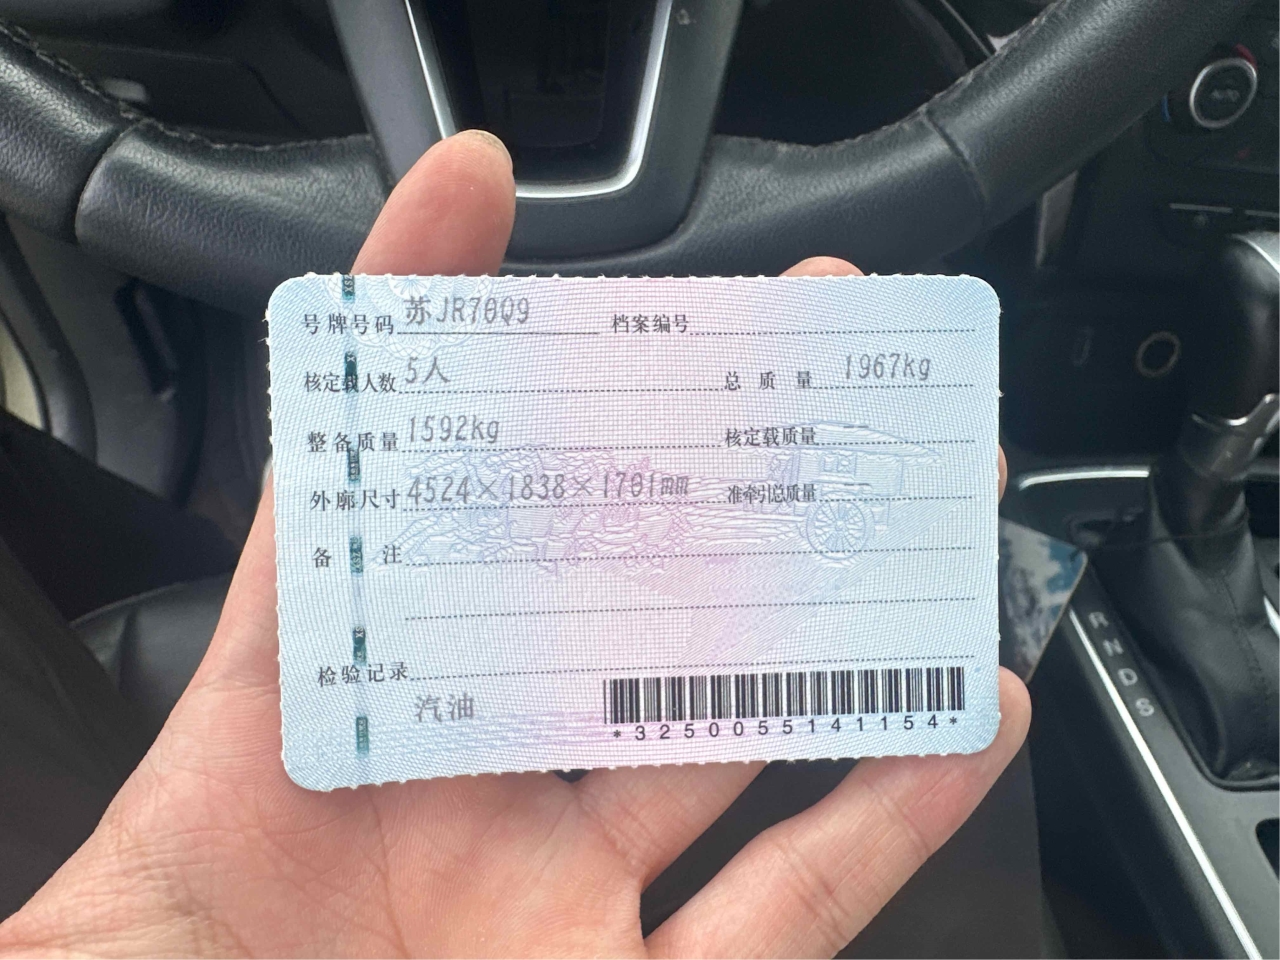 号牌号码 苏JR70Q9 档案编号
核定载人数 5人 总质量 1967kg
整备质量 1592kg 核定载质量 --
外廓尺寸 4524×1838×1701mm 准牵引总质量 --
备注
检验记录
汽油
*3250055141154*
AUTO
R
N
D
S